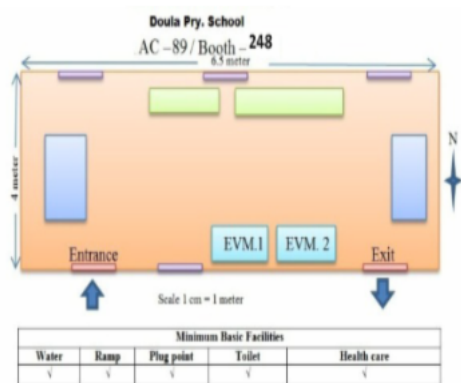 Doula Pry. School
AC –89 / Booth – 248
6.5 meter
4 meter
N
EVM.1 EVM. 2
Entrance Exit
Scale 1 cm = 1 meter
Minimum Basic Facilities
Water Ramp Plug point Toilet Health care
√ √ √ √ √